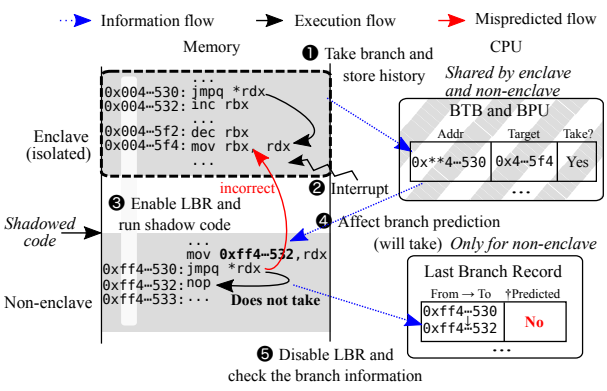 Information flow Execution flow Mispredicted flow
Memory CPU
❶ Take branch and
store history
Shared by enclave
and non-enclave
BTB and BPU
Addr Target Take?
0x**4⋯530 0x4⋯5f4 Yes
...
...
0x004⋯530: jmpq *rdx
0x004⋯532: inc rbx
...
0x004⋯5f2: dec rbx
0x004⋯5f4: mov rbx, rdx
...
Enclave
(isolated)
❷ Interrupt
incorrect
❸ Enable LBR and
run shadow code
❹ Affect branch prediction
(will take) Only for non-enclave
Shadowed
code
...
mov 0xff4⋯532,rdx
0xff4⋯530: jmpq *rdx
0xff4⋯532: nop
0xff4⋯533: ...
Does not take
Non-enclave
Last Branch Record
From → To †Predicted
0xff4⋯530
↓
0xff4⋯532
No
...
❺ Disable LBR and
check the branch information